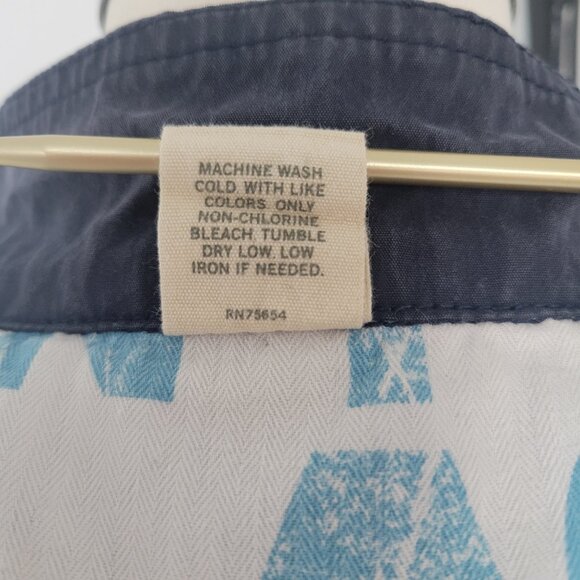 MACHINE WASH
COLD WITH LIKE
COLORS. ONLY
NON-CHLORINE
BLEACH. TUMBLE
DRY LOW. LOW
IRON IF NEEDED.
RN75654